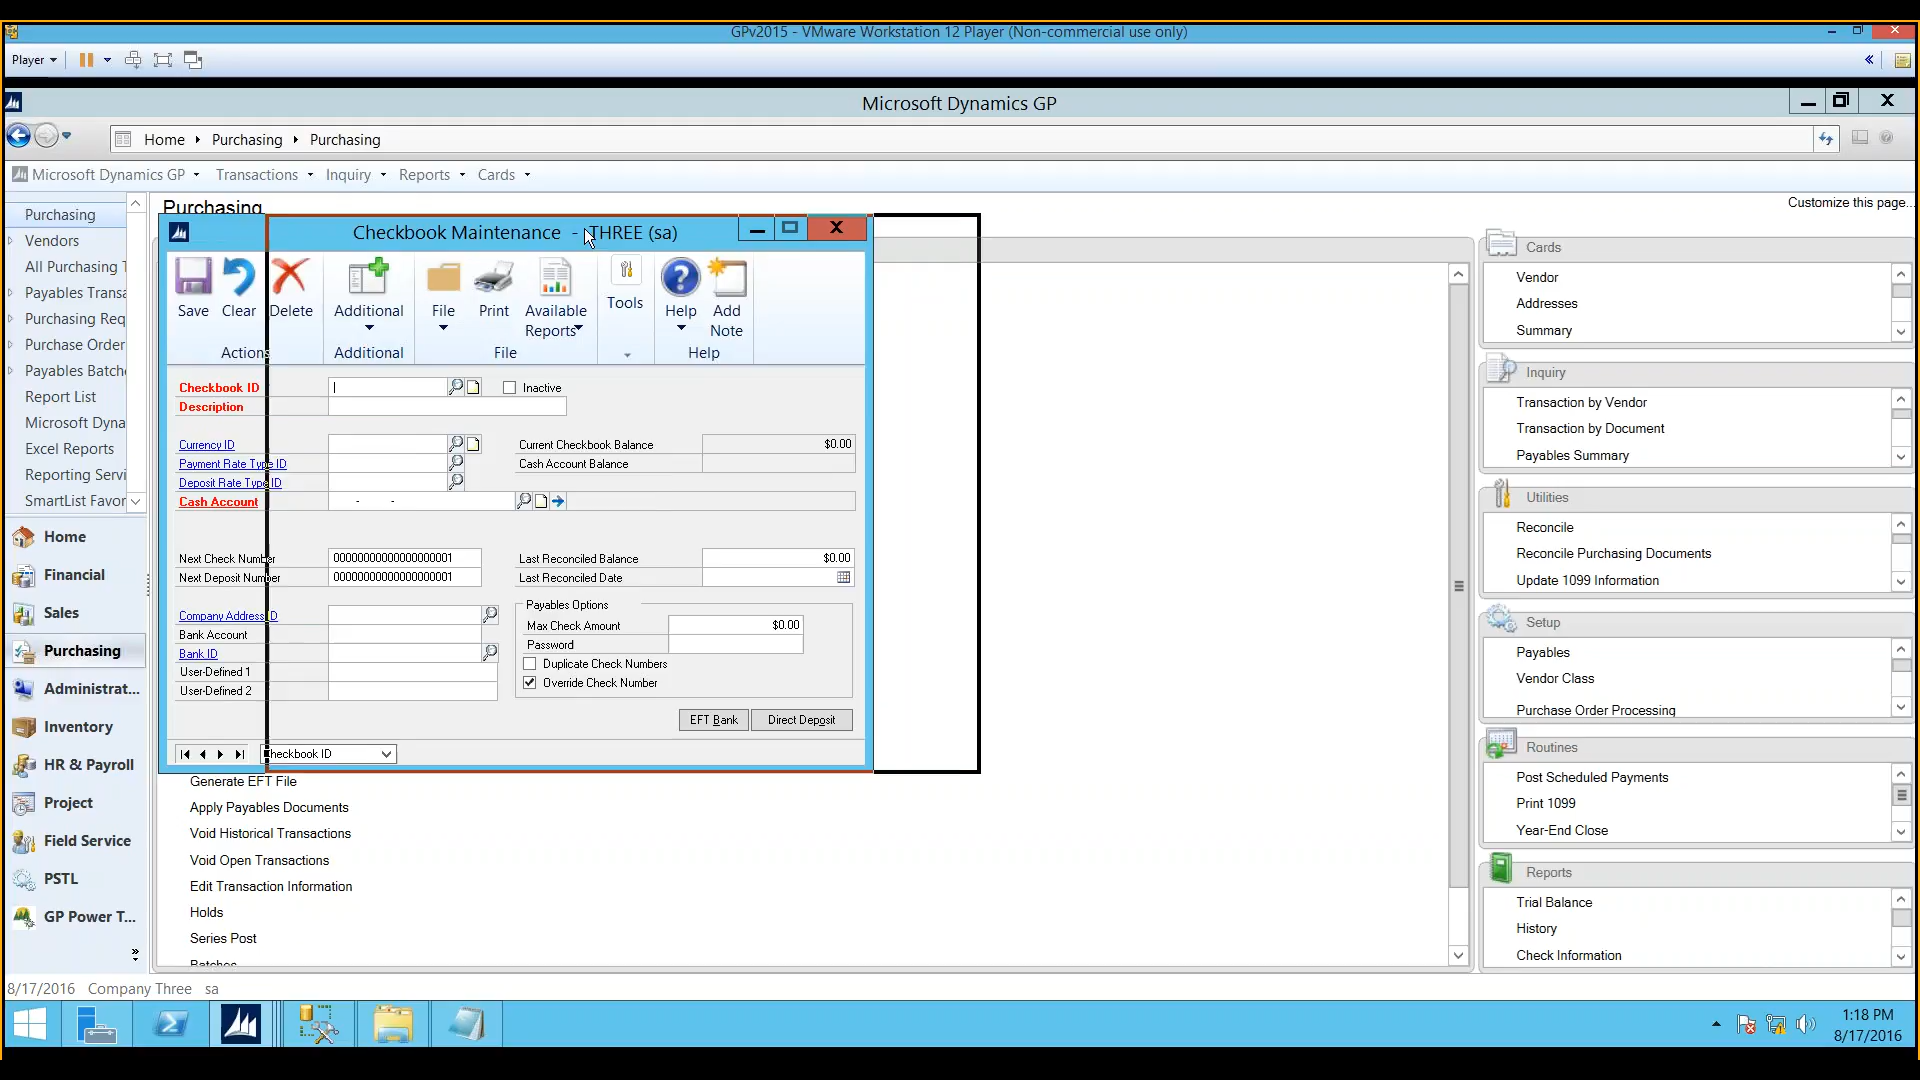 GPv2015 - VMware Workstation 12 Player (Non-commercial use only)
Player
Microsoft Dynamics GP
Home Purchasing Purchasing
Microsoft Dynamics GP Transactions Inquiry Reports Cards
Purchasing
Vendors
All Purchasing T
Payables Transa
Purchasing Req
Purchase Order
Payables Batche
Report List
Microsoft Dyna
Excel Reports
Reporting Servi
SmartList Favor
Home
Financial
Sales
Purchasing
Administrat...
Inventory
HR & Payroll
Project
Field Service
PSTL
GP Power T...
Purchasing
Customize this page...
Checkbook Maintenance - THREE (sa)
Save Clear Delete
Actions
Additional
Additional
File Print Available Reports
File
Tools
Help Add Note
Help
Checkbook ID
Inactive
Description
Currency ID
Payment Rate Type ID
Deposit Rate Type ID
Cash Account - -
Current Checkbook Balance $0.00
Cash Account Balance
Next Check Number 00000000000000000001
Next Deposit Number 00000000000000000001
Last Reconciled Balance $0.00
Last Reconciled Date
Company Address ID
Bank Account
Bank ID
User-Defined 1
User-Defined 2
Payables Options
Max Check Amount $0.00
Password
Duplicate Check Numbers
Override Check Number
EFT Bank Direct Deposit
Checkbook ID
Generate EFT File
Apply Payables Documents
Void Historical Transactions
Void Open Transactions
Edit Transaction Information
Holds
Series Post
Batches
Cards
Vendor
Addresses
Summary
Inquiry
Transaction by Vendor
Transaction by Document
Payables Summary
Utilities
Reconcile
Reconcile Purchasing Documents
Update 1099 Information
Setup
Payables
Vendor Class
Purchase Order Processing
Routines
Post Scheduled Payments
Print 1099
Year-End Close
Reports
Trial Balance
History
Check Information
8/17/2016 Company Three sa
1:18 PM
8/17/2016